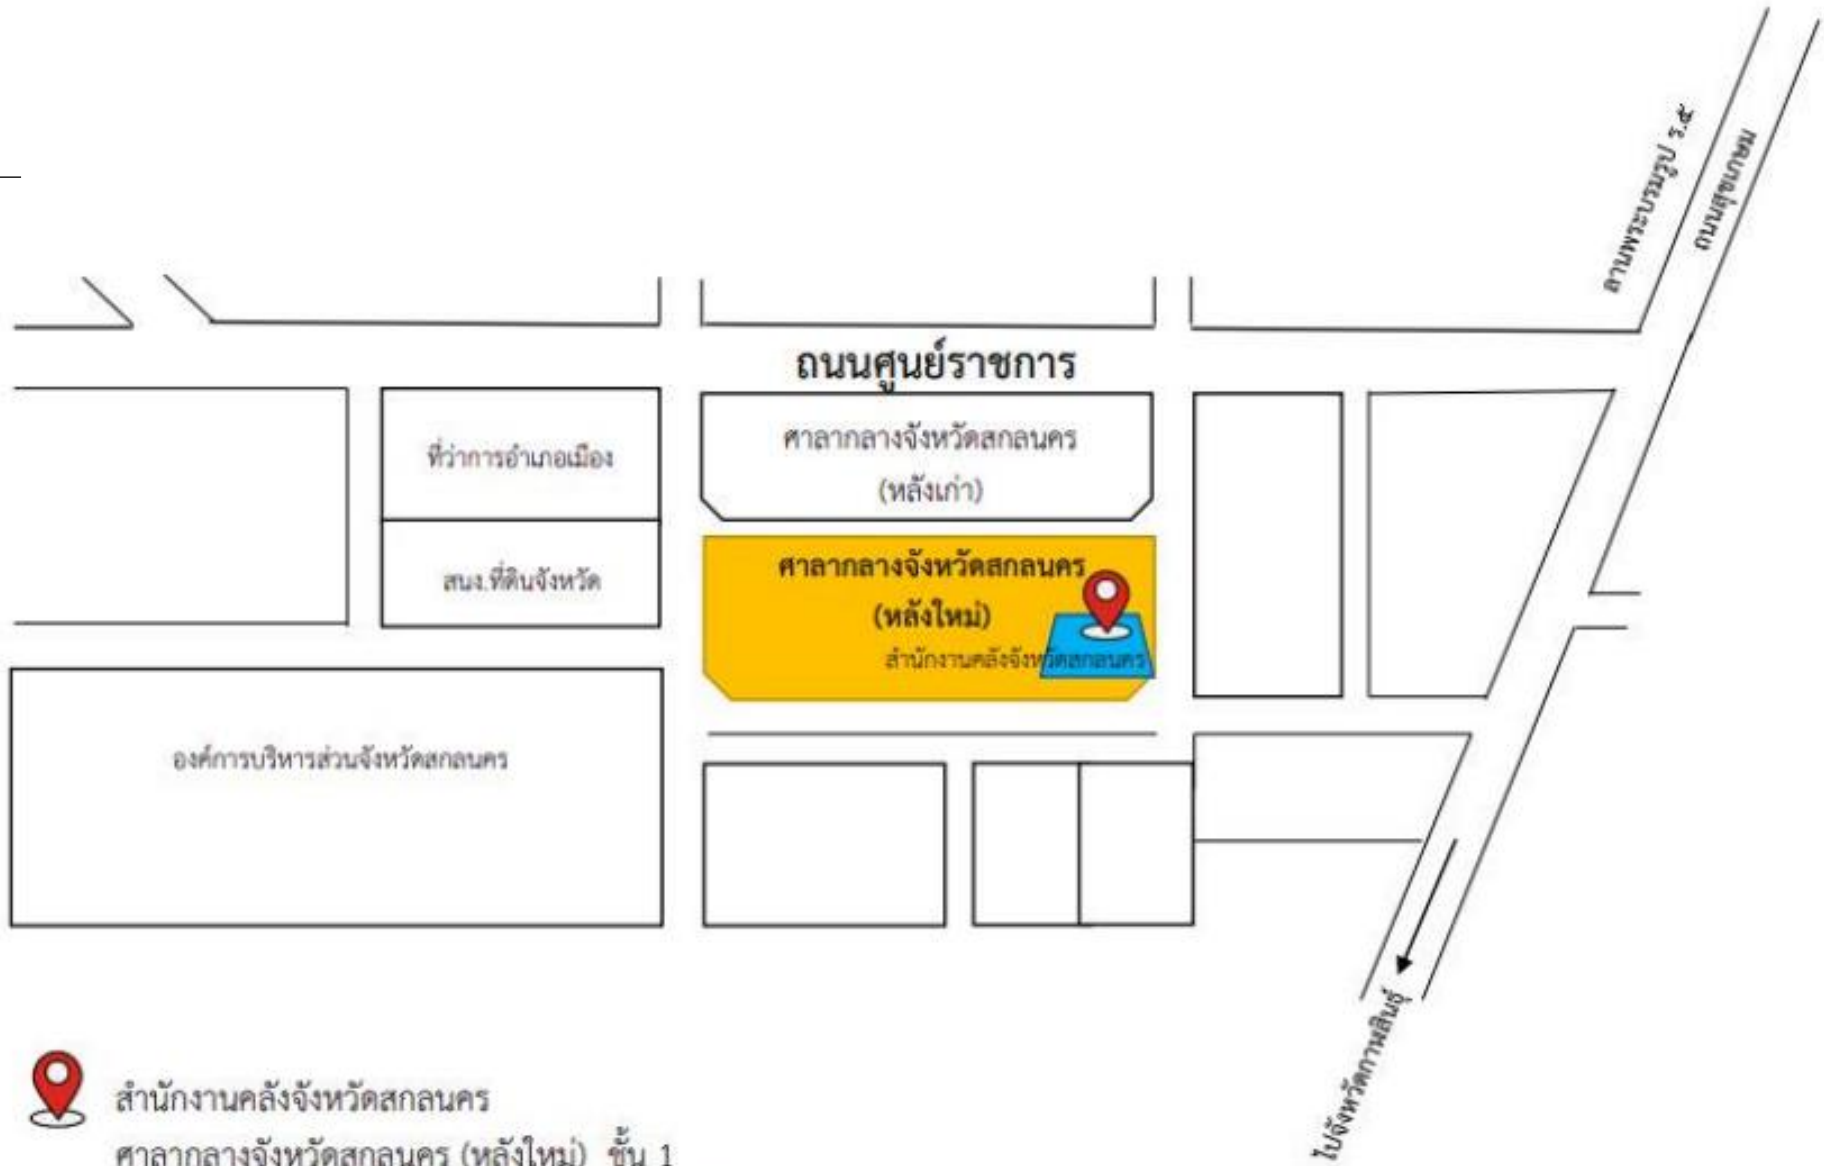 ลานพระบรมรูป ร.๕
ถนนสุขเกษม
ถนนศูนย์ราชการ
ที่ว่าการอำเภอเมือง
ศาลากลางจังหวัดสกลนคร
(หลังเก่า)
สนง.ที่ดินจังหวัด
ศาลากลางจังหวัดสกลนคร
(หลังใหม่)
สำนักงานคลังจังหวัดสกลนคร
องค์การบริหารส่วนจังหวัดสกลนคร
ไปจังหวัดกาฬสินธุ์
สำนักงานคลังจังหวัดสกลนคร
ศาลากลางจังหวัดสกลนคร (หลังใหม่) ชั้น 1